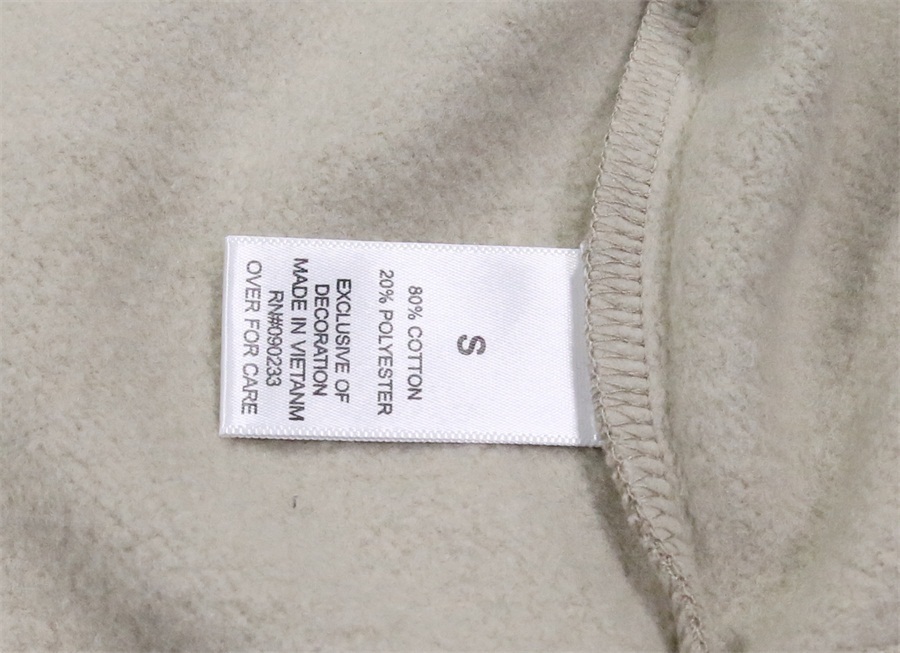 S
80% COTTON
20% POLYESTER
EXCLUSIVE OF
DECORATION
MADE IN VIETANM
RN#090233
OVER FOR CARE